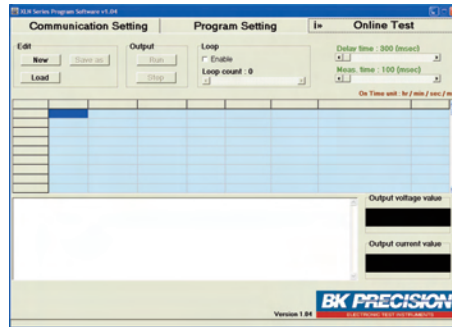 XLN Series Program Software v1.04
Communication Setting
Program Setting
i»
Online Test
Edit
New
Save as
Load
Output
Run
Stop
Loop
Enable
Loop count : 0
Delay time : 300 (msec)
Meas. time : 100 (msec)
On Time unit : hr / min / sec / m
Output voltage value
Output current value
Version 1.04
BK PRECISION
ELECTRONIC TEST INSTRUMENTS